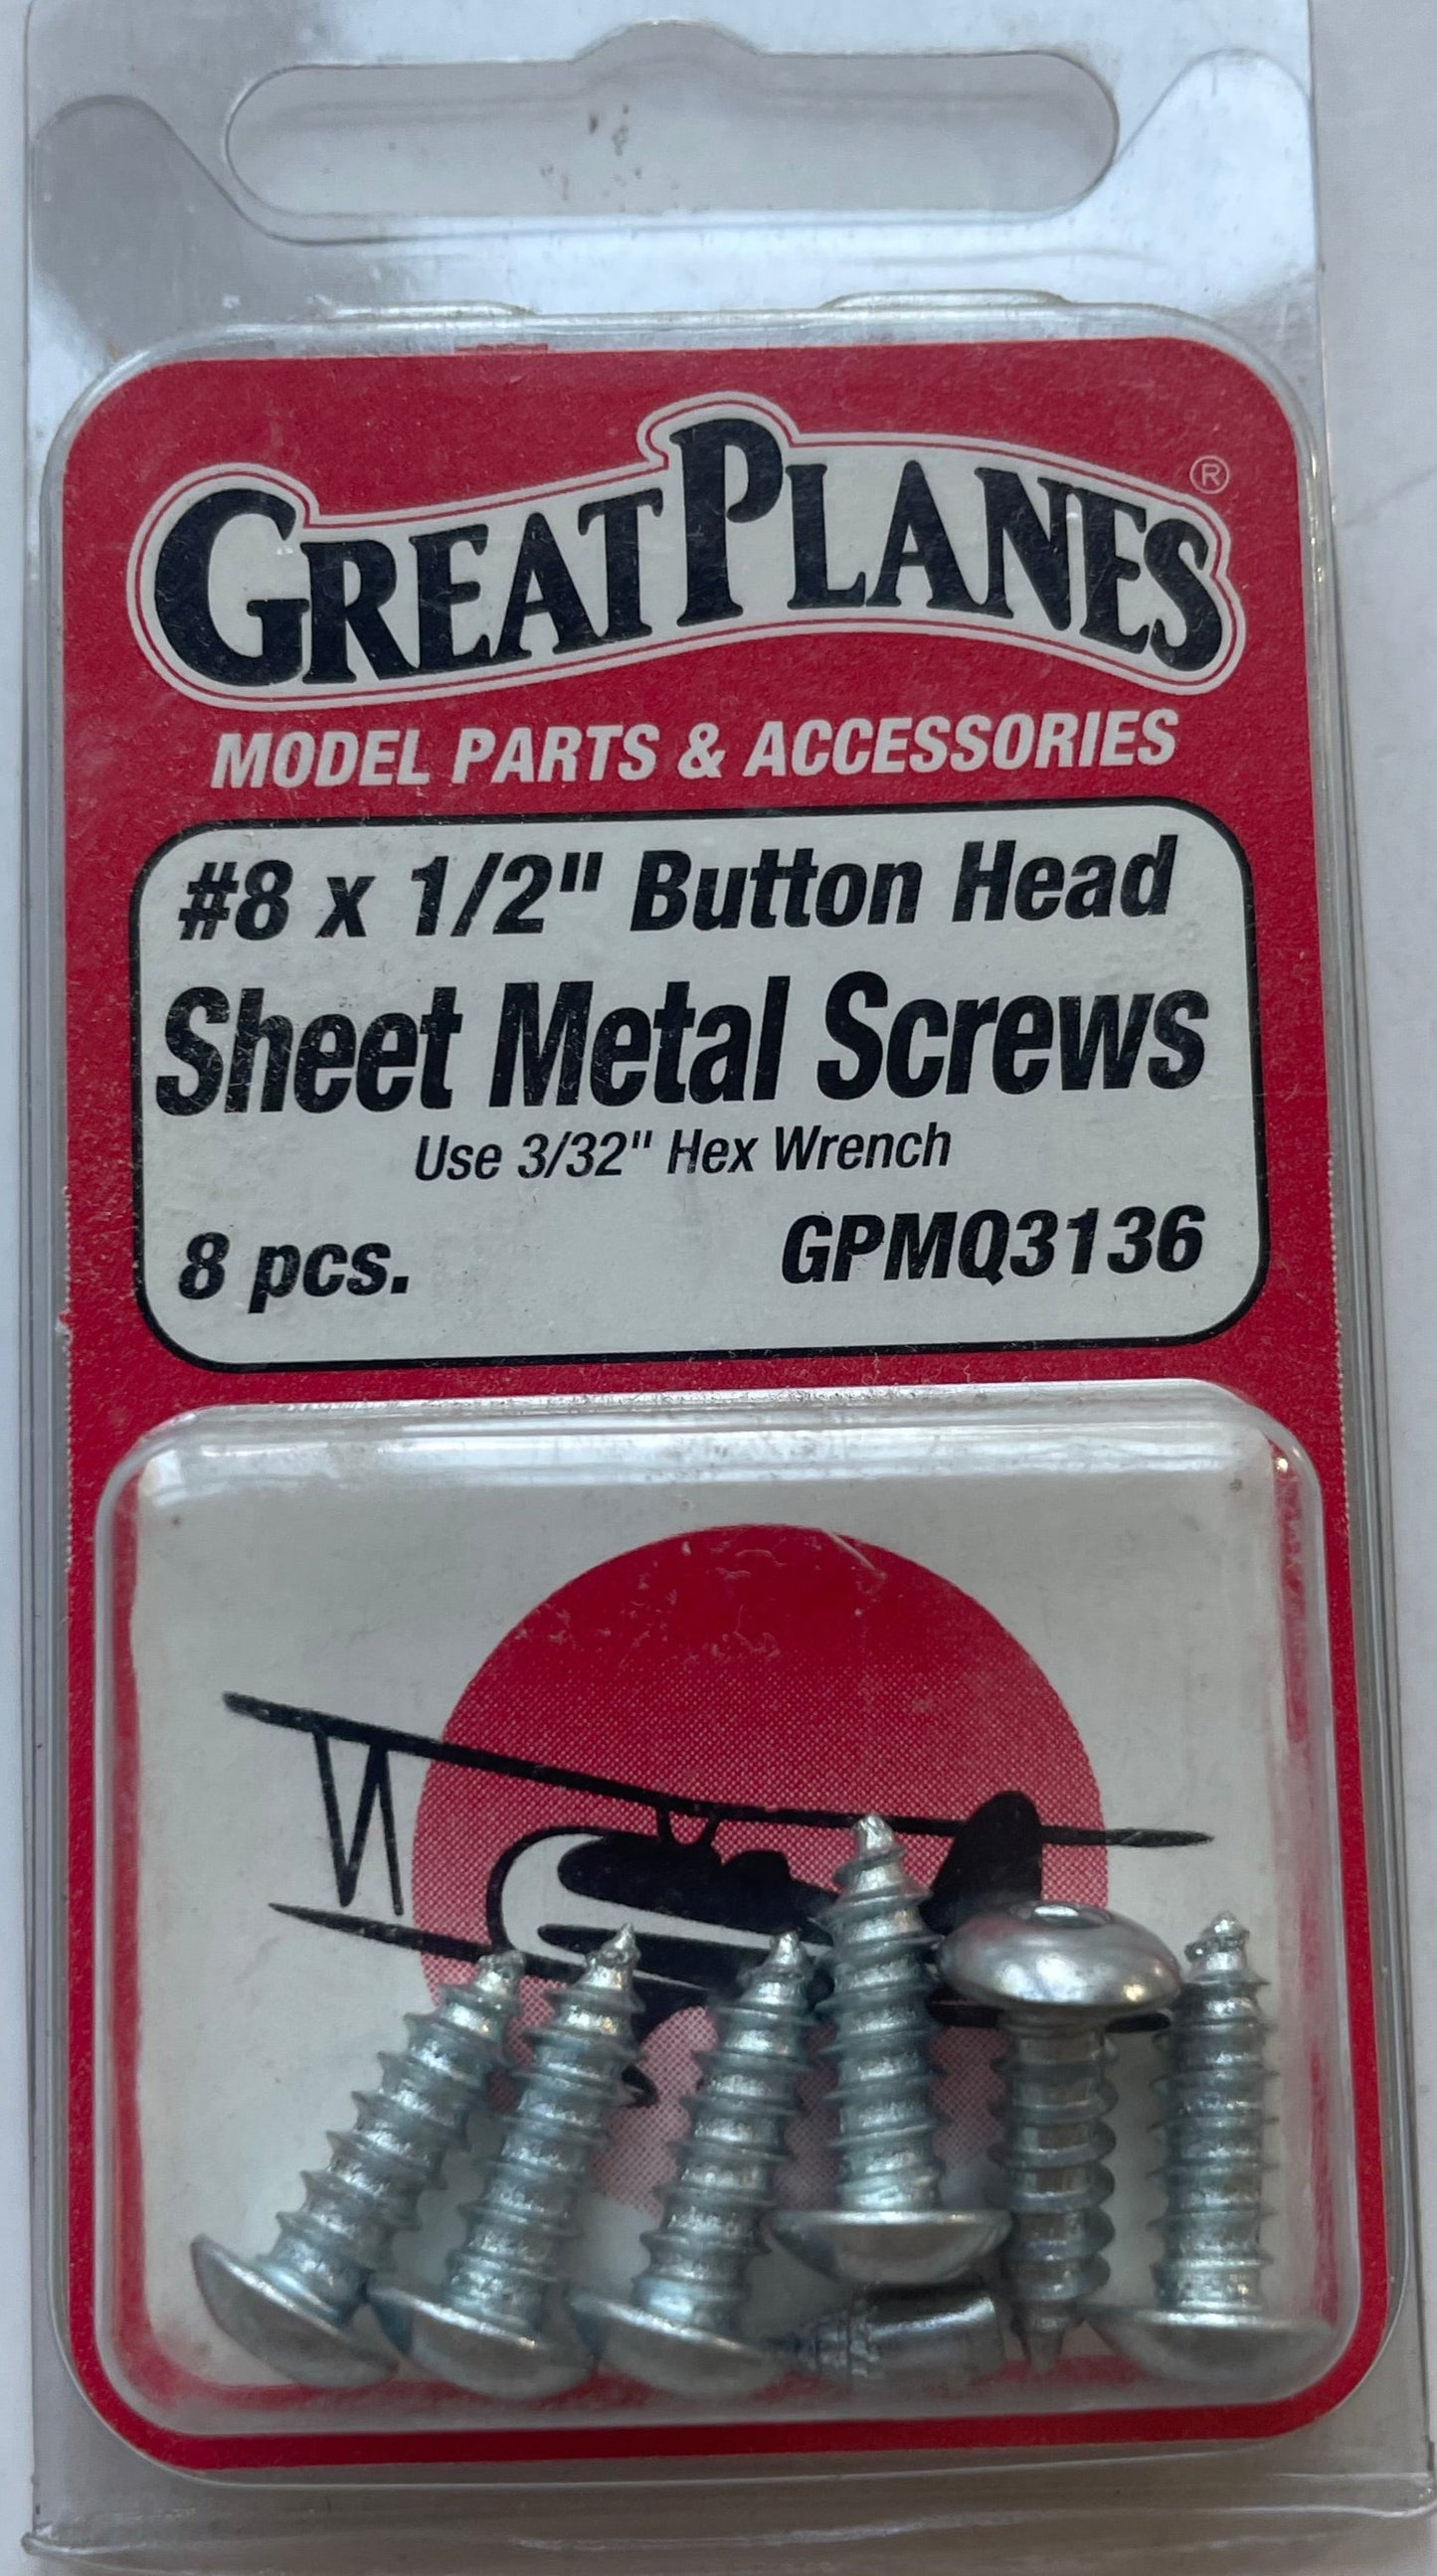 GREAT PLANES ®
MODEL PARTS & ACCESSORIES
#8 x 1/2" Button Head
Sheet Metal Screws
Use 3/32" Hex Wrench
8 pcs. GPMQ3136